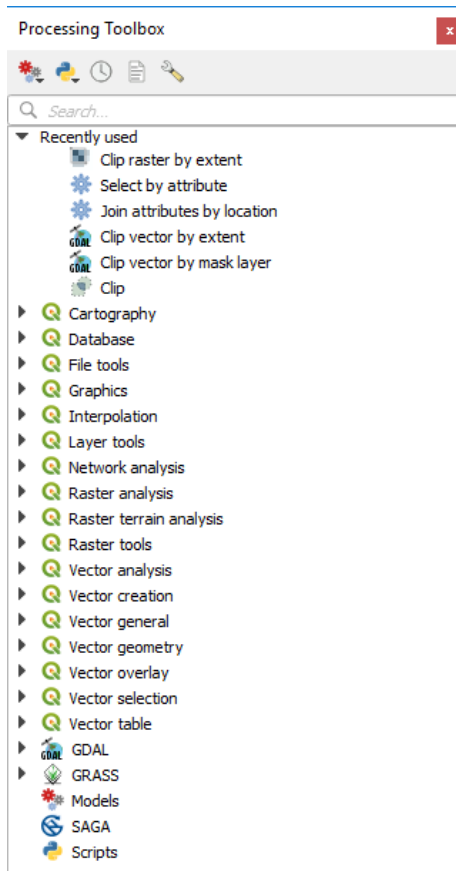 Processing Toolbox
x
Search...
Recently used
Clip raster by extent
Select by attribute
Join attributes by location
GDAL Clip vector by extent
GDAL Clip vector by mask layer
Clip
Cartography
Database
File tools
Graphics
Interpolation
Layer tools
Network analysis
Raster analysis
Raster terrain analysis
Raster tools
Vector analysis
Vector creation
Vector general
Vector geometry
Vector overlay
Vector selection
Vector table
GDAL GDAL
GRASS
Models
SAGA
Scripts